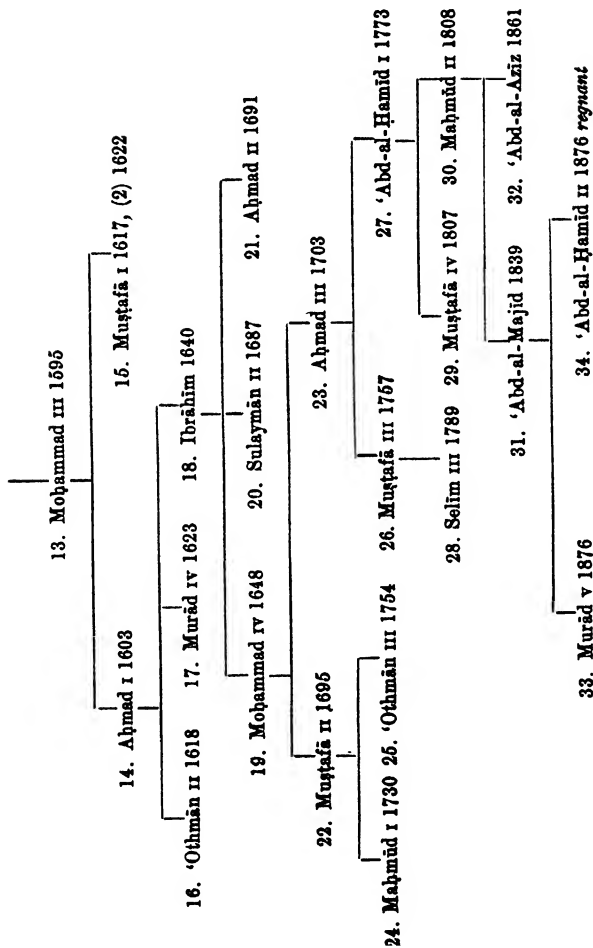 13. Moḥammad III 1595
14. Aḥmad I 1603
15. Muṣṭafā I 1617, (2) 1622
16. ‘Othmān II 1618
17. Murād IV 1623
18. Ibrāhīm 1640
19. Moḥammad IV 1648
20. Sulaymān II 1687
21. Aḥmad II 1691
22. Muṣṭafā II 1695
23. Aḥmad III 1703
24. Maḥmūd I 1730
25. ‘Othmān III 1754
26. Muṣṭafā III 1757
27. ‘Abd-al-Ḥamīd I 1773
28. Selīm III 1789
29. Muṣṭafā IV 1807
30. Maḥmūd II 1808
31. ‘Abd-al-Majīd 1839
32. ‘Abd-al-Azīz 1861
33. Murād V 1876
34. ‘Abd-al-Ḥamīd II 1876 regnant